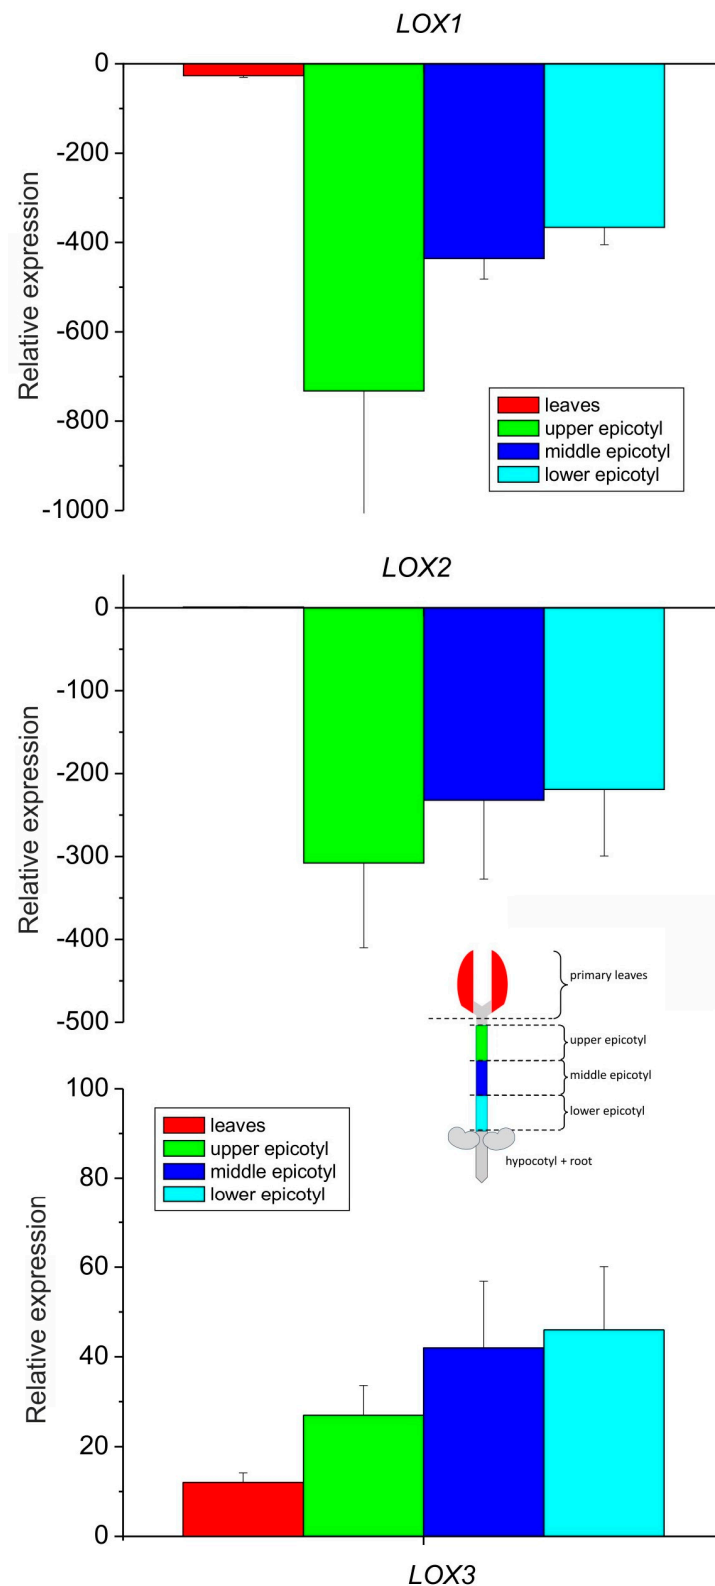 LOX1
0
-200
-400
-600
-800
-1000
Relative expression
leaves
upper epicotyl
middle epicotyl
lower epicotyl
LOX2
0
-100
-200
-300
-400
-500
Relative expression
primary leaves
upper epicotyl
middle epicotyl
lower epicotyl
hypocotyl + root
100
80
60
40
20
0
Relative expression
leaves
upper epicotyl
middle epicotyl
lower epicotyl
LOX3